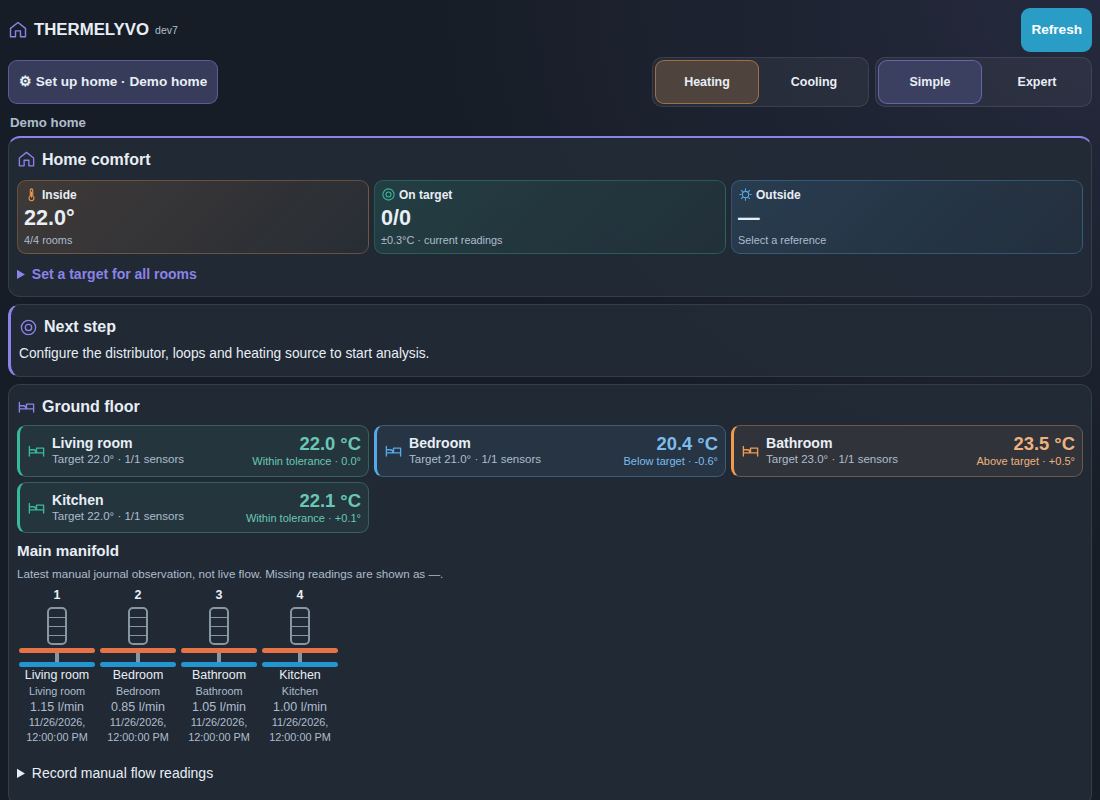 THERMELYVO dev7
Refresh
⚙ Set up home · Demo home
Heating
Cooling
Simple
Expert
Demo home
Home comfort
Inside
22.0°
4/4 rooms
On target
0/0
±0.3°C · current readings
Outside
—
Select a reference
▶ Set a target for all rooms
Next step
Configure the distributor, loops and heating source to start analysis.
Ground floor
Living room
Target 22.0° · 1/1 sensors
22.0 °C
Within tolerance · 0.0°
Bedroom
Target 21.0° · 1/1 sensors
20.4 °C
Below target · -0.6°
Bathroom
Target 23.0° · 1/1 sensors
23.5 °C
Above target · +0.5°
Kitchen
Target 22.0° · 1/1 sensors
22.1 °C
Within tolerance · +0.1°
Main manifold
Latest manual journal observation, not live flow. Missing readings are shown as —.
1
Living room
Living room
1.15 l/min
11/26/2026,
12:00:00 PM
2
Bedroom
Bedroom
0.85 l/min
11/26/2026,
12:00:00 PM
3
Bathroom
Bathroom
1.05 l/min
11/26/2026,
12:00:00 PM
4
Kitchen
Kitchen
1.00 l/min
11/26/2026,
12:00:00 PM
▶ Record manual flow readings